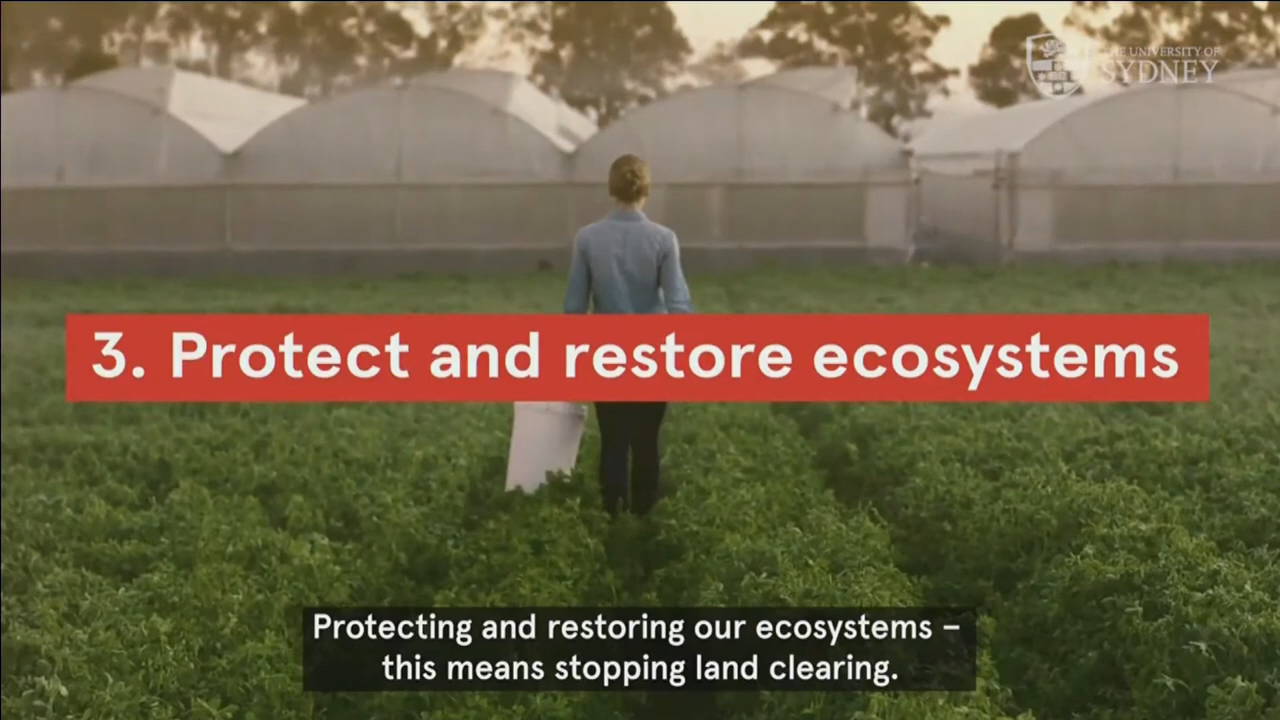 THE UNIVERSITY OF
SYDNEY
3. Protect and restore ecosystems
Protecting and restoring our ecosystems –
this means stopping land clearing.